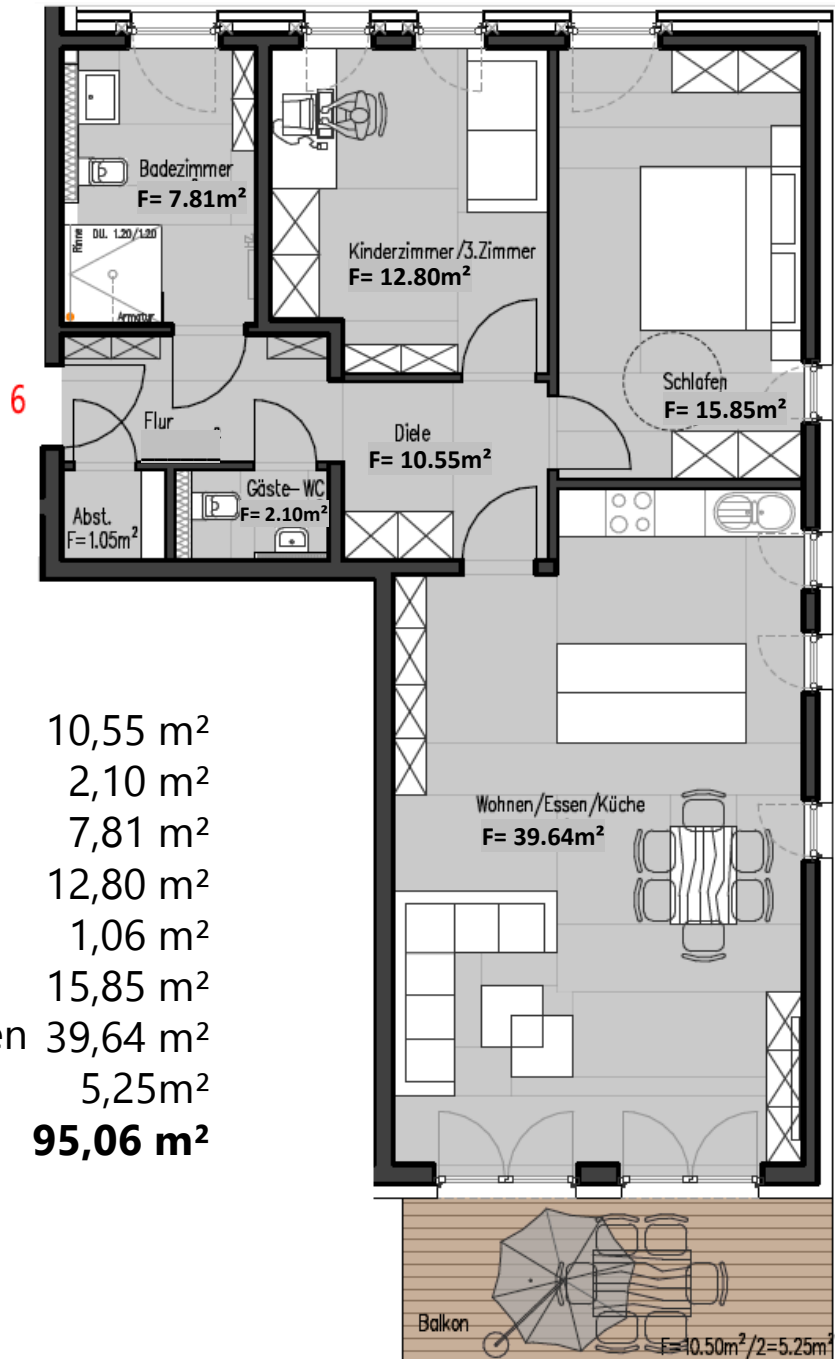 Badezimmer
F= 7.81m²
Rinne
DU. 1.20/1.20
Armatur
HZ
Kinderzimmer/3.Zimmer
F= 12.80m²
Schlafen
F= 15.85m²
6
Flur
Diele
F= 10.55m²
Abst.
F=1.05m²
Gäste-WC
F= 2.10m²
10,55 m²
2,10 m²
7,81 m²
12,80 m²
1,06 m²
15,85 m²
en 39,64 m²
5,25m²
95,06 m²
Wohnen/Essen/Küche
F= 39.64m²
Balkon
F=10.50m²/2=5.25m²